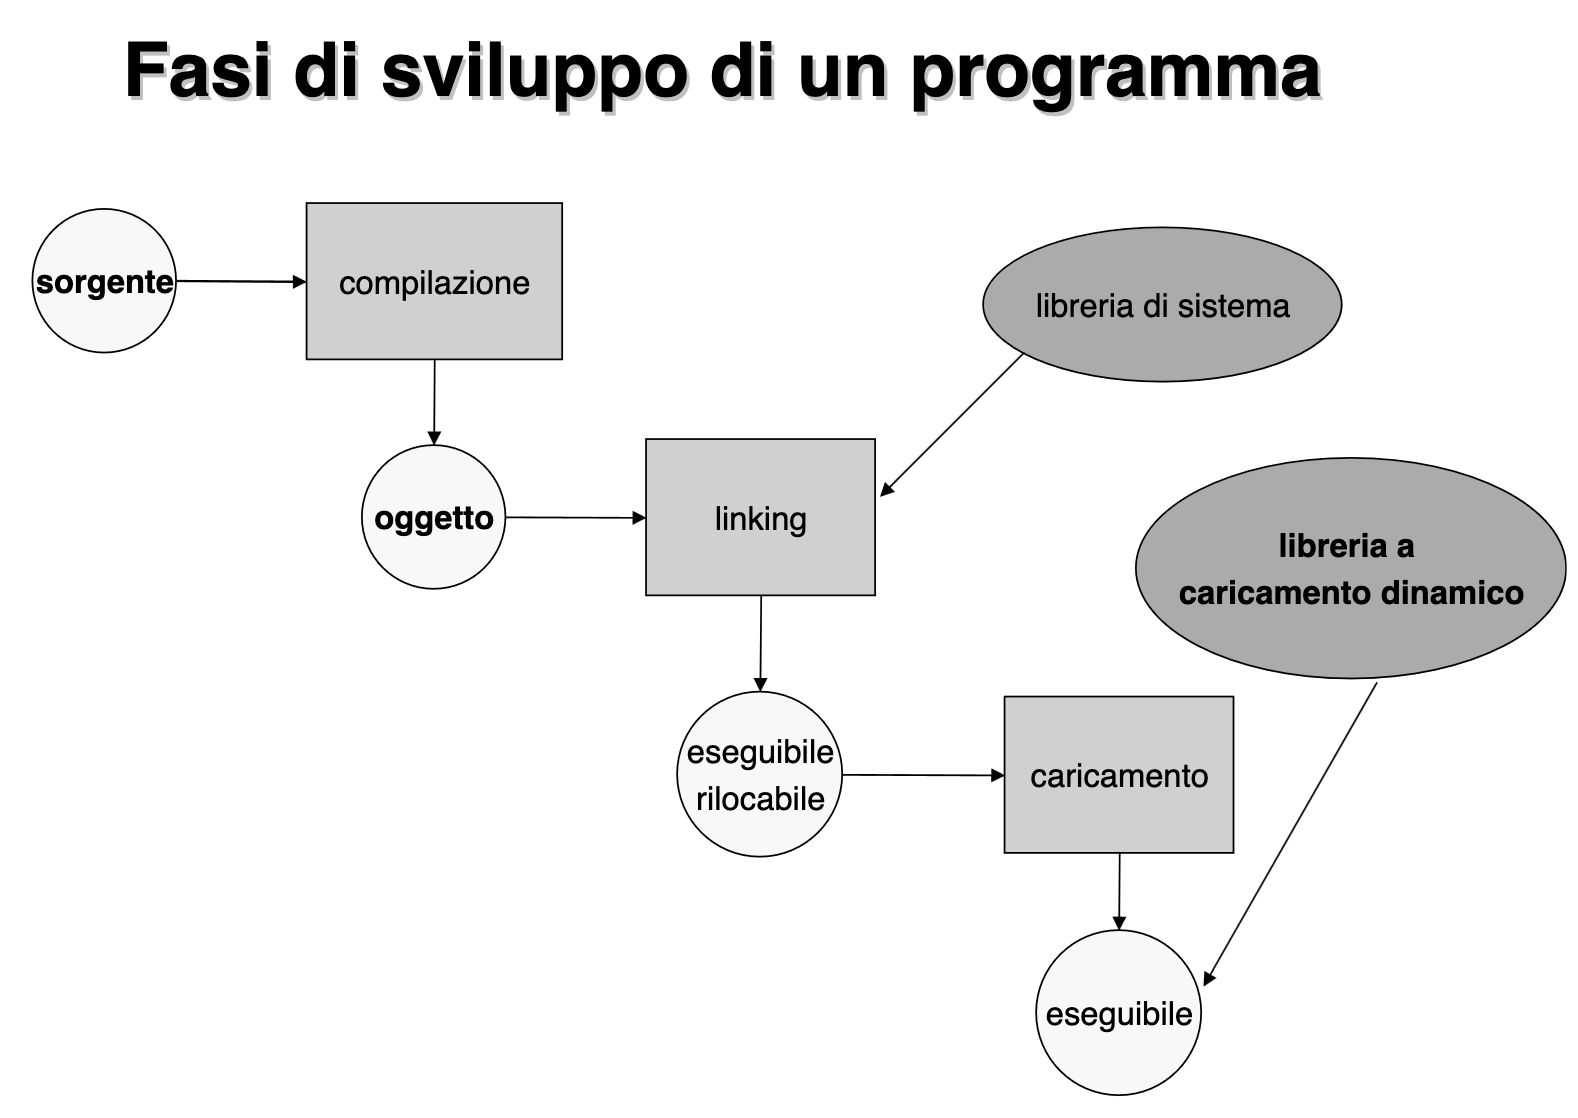 Fasi di sviluppo di un programma
sorgente
compilazione
libreria di sistema
oggetto
linking
libreria a
caricamento dinamico
eseguibile
rilocabile
caricamento
eseguibile